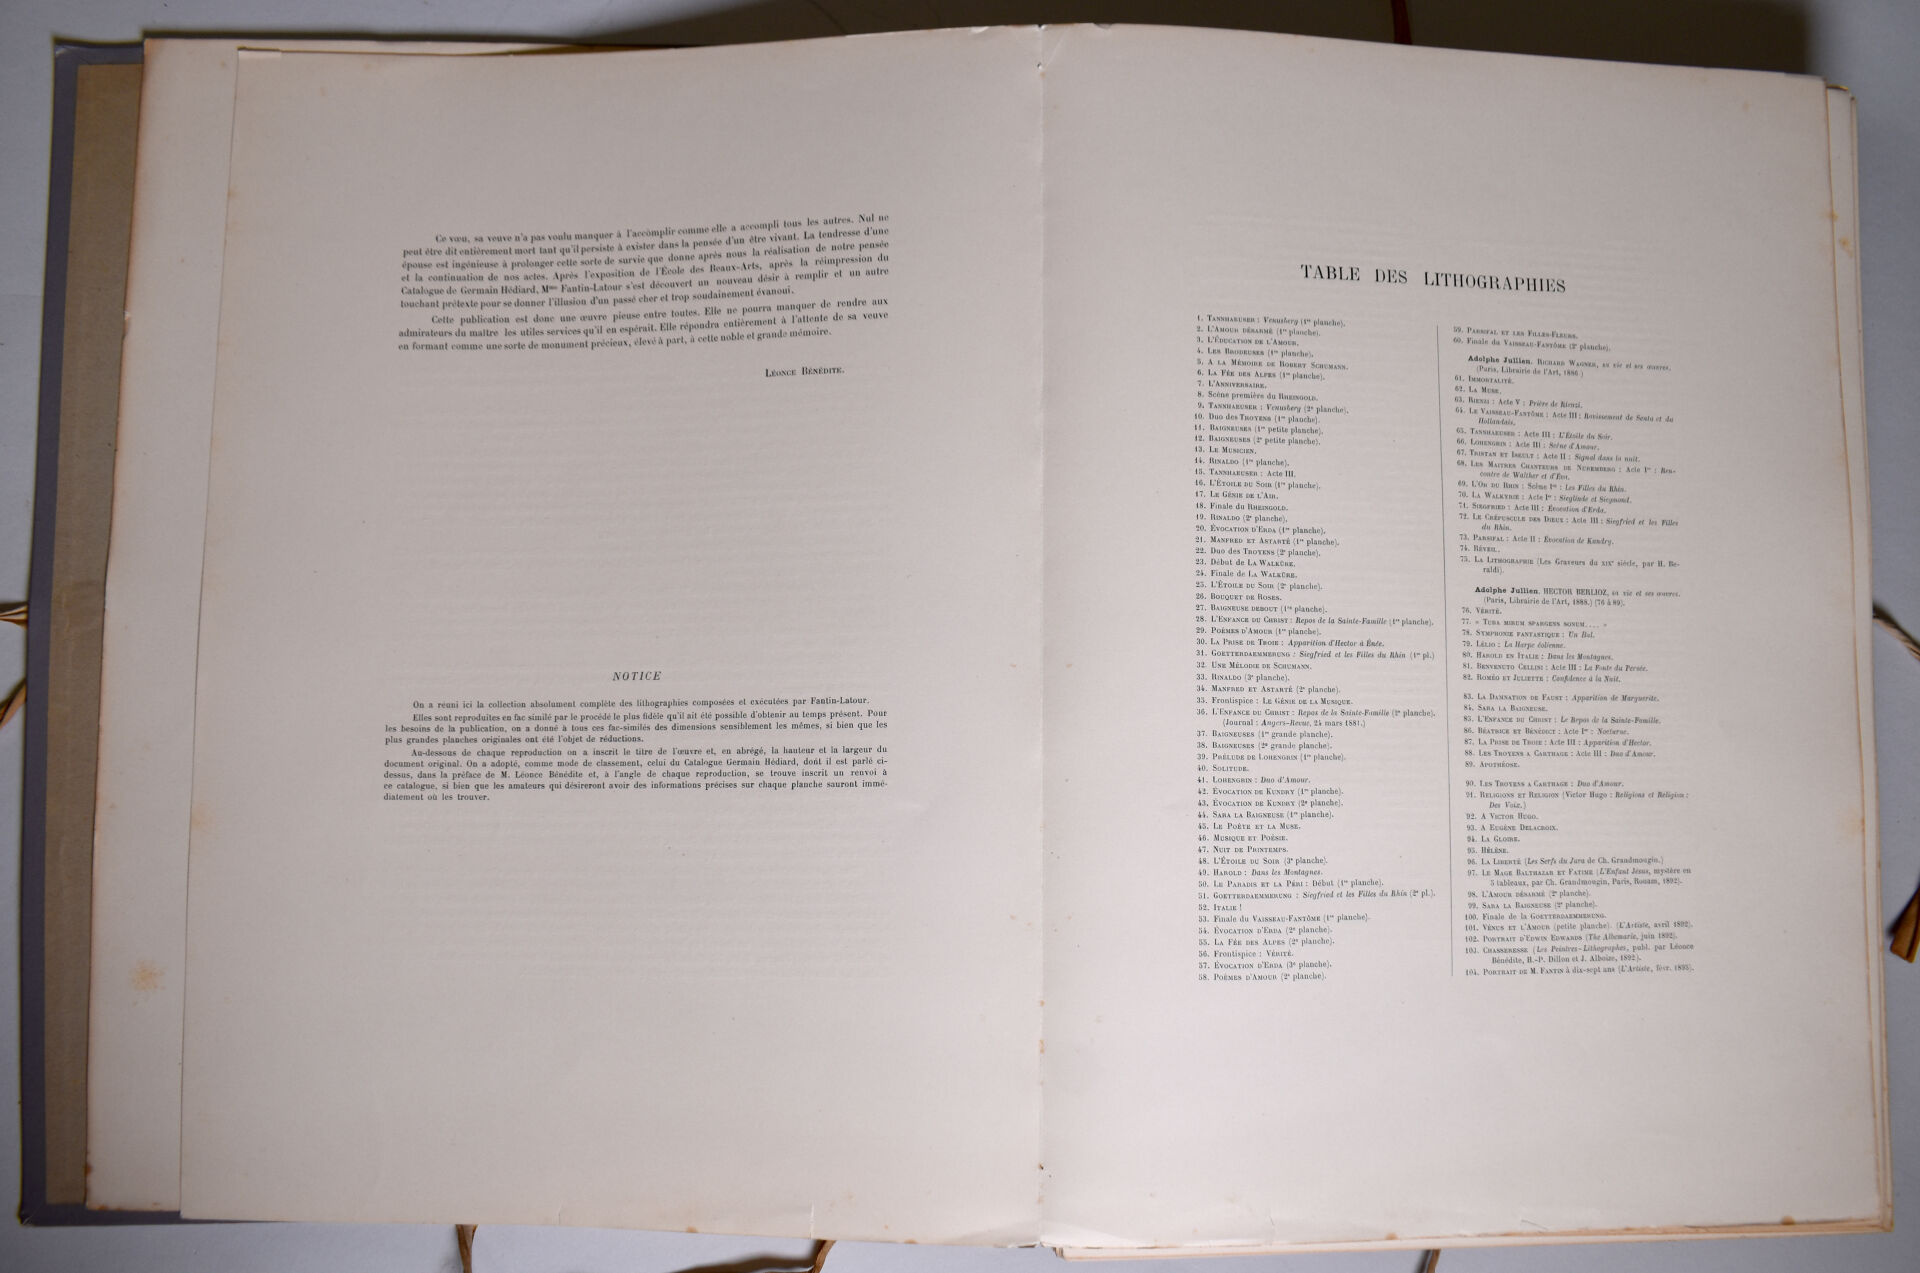 Ce vœu, sa veuve n'a pas voulu manquer à l'accomplir comme elle a accompli tous les autres. Nul ne
peut être dit entièrement mort tant qu'il persiste à exister dans la pensée d'un être vivant. La tendresse d'une
épouse est ingénieuse à prolonger cette sorte de survie que donne après nous la réalisation de notre pensée
et la continuation de nos actes. Après l'exposition de l'École des Beaux-Arts, après la réimpression du
Catalogue de Germain Hédiard, Mme Fantin-Latour s'est découvert un nouveau désir à remplir et un autre
touchant prétexte pour se donner l'illusion d'un passé cher et trop soudainement évanoui.
Cette publication est donc une œuvre pieuse entre toutes. Elle ne pourra manquer de rendre aux
admirateurs du maître les utiles services qu'il en espérait. Elle répondra entièrement à l'attente de sa veuve
en formant comme une sorte de monument précieux, élevé à part, à cette noble et grande mémoire.
LÉONCE BÉNÉDITE.
NOTICE
On a réuni ici la collection absolument complète des lithographies composées et exécutées par Fantin-Latour.
Elles sont reproduites en fac similé par le procédé le plus fidèle qu'il ait été possible d'obtenir au temps présent. Pour
les besoins de la publication, on a donné à tous ces fac-similés des dimensions sensiblement les mêmes, si bien que les
plus grandes planches originales ont été l'objet de réductions.
Au-dessous de chaque reproduction on a inscrit le titre de l'œuvre et, en abrégé, la hauteur et la largeur du
document original. On a adopté, comme mode de classement, celui du Catalogue Germain Hédiard, dont il est parlé ci-
dessus, dans la préface de M. Léonce Bénédite et, à l'angle de chaque reproduction, se trouve inscrit un renvoi à
ce catalogue, si bien que les amateurs qui désireront avoir des informations précises sur chaque planche sauront immé-
diatement où les trouver.
TABLE DES LITHOGRAPHIES
1. TANNHAEUSER : Venusberg (1re planche).
2. L'AMOUR DÉSARMÉ (1re planche).
3. L'ÉDUCATION DE L'AMOUR.
4. LES BRODEUSES (1re planche).
5. A LA MÉMOIRE DE ROBERT SCHUMANN.
6. LA FÉE DES ALPES (1re planche).
7. L'ANNIVERSAIRE.
8. Scène première du RHEINGOLD.
9. TANNHAEUSER : Venusberg (2e planche).
10. Duo des TROYENS (1re planche).
11. BAIGNEUSES (1re petite planche).
12. BAIGNEUSES (2e petite planche).
13. LE MUSICIEN.
14. RINALDO (1re planche).
15. TANNHAEUSER : Acte III.
16. L'ÉTOILE DU SOIR (1re planche).
17. LE GÉNIE DE L'AIR.
18. Finale du RHEINGOLD.
19. RINALDO (2e planche).
20. ÉVOCATION D'ERDA (1re planche).
21. MANFRED ET ASTARTÉ (1re planche).
22. Duo des TROYENS (2e planche).
23. Début de LA WALKÜRE.
24. Finale de LA WALKÜRE.
25. L'ÉTOILE DU SOIR (2e planche).
26. BOUQUET DE ROSES.
27. BAIGNEUSE DEBOUT (1re planche).
28. L'ENFANCE DU CHRIST : Repos de la Sainte-Famille (1re planche).
29. POÈMES D'AMOUR (1re planche).
30. LA PRISE DE TROIE : Apparition d'Hector à Énée.
31. GOETTERDAEMMERUNG : Siegfried et les Filles du Rhin (1re pl.)
32. UNE MÉLODIE DE SCHUMANN.
33. RINALDO (3e planche).
34. MANFRED ET ASTARTÉ (2e planche).
35. Frontispice : LE GÉNIE DE LA MUSIQUE.
36. L'ENFANCE DU CHRIST : Repos de la Sainte-Famille (2e planche).
(Journal : Angers-Revue, 24 mars 1881.)
37. BAIGNEUSES (1re grande planche).
38. BAIGNEUSES (2e grande planche).
39. PRÉLUDE DE LOHENGRIN (1re planche).
40. SOLITUDE.
41. LOHENGRIN : Duo d'Amour.
42. ÉVOCATION DE KUNDRY (1re planche).
43. ÉVOCATION DE KUNDRY (2e planche).
44. SARA LA BAIGNEUSE (1re planche).
45. LE POÈTE ET LA MUSE.
46. MUSIQUE ET POÉSIE.
47. NUIT DE PRINTEMPS.
48. L'ÉTOILE DU SOIR (3e planche).
49. HAROLD : Dans les Montagnes.
50. LE PARADIS ET LA PÉRI : Début (1re planche).
51. GOETTERDAEMMERUNG : Siegfried et les Filles du Rhin (2e pl.).
52. ITALIE !
53. Finale du VAISSEAU-FANTÔME (1re planche).
54. ÉVOCATION D'ERDA (2e planche).
55. LA FÉE DES ALPES (2e planche).
56. Frontispice : VÉRITÉ.
57. ÉVOCATION D'ERDA (3e planche).
58. POÈMES D'AMOUR (2e planche).
59. PARSIFAL ET LES FILLES-FLEURS.
60. Finale du VAISSEAU-FANTÔME (2e planche).
Adolphe Jullien. RICHARD WAGNER, sa vie et ses œuvres.
(Paris, Librairie de l'Art, 1886.)
61. IMMORTALITÉ.
62. LA MUSE.
63. RIENZI : Acte V : Prière de Rienzi.
64. LE VAISSEAU-FANTÔME : Acte III : Ravissement de Senta et du
Hollandais.
65. TANNHAEUSER : Acte III : L'Étoile du Soir.
66. LOHENGRIN : Acte III : Scène d'Amour.
67. TRISTAN ET ISEULT : Acte II : Signal dans la nuit.
68. LES MAITRES CHANTEURS DE NUREMBERG : Acte Ier : Ren-
contre de Walther et d'Eva.
69. L'OR DU RHIN : Scène Ire : Les Filles du Rhin.
70. LA WALKYRIE : Acte Ier : Sieglinde et Siegmond.
71. SIEGFRIED : Acte III : Évocation d'Erda.
72. LE CRÉPUSCULE DES DIEUX : Acte III : Siegfried et les Filles
du Rhin.
73. PARSIFAL : Acte II : Évocation de Kundry.
74. RÉVEIL.
75. LA LITHOGRAPHIE (Les Graveurs du XIXe siècle, par H. Be-
raldi).
Adolphe Jullien. HECTOR BERLIOZ, sa vie et ses œuvres.
(Paris, Librairie de l'Art, 1888.) (76 à 89).
76. VÉRITÉ.
77. « TUBA MIRUM SPARGENS SONUM.... »
78. SYMPHONIE FANTASTIQUE : Un Bal.
79. LÉLIO : La Harpe éolienne.
80. HAROLD EN ITALIE : Dans les Montagnes.
81. BENVENUTO CELLINI : Acte III : La Fonte du Persée.
82. ROMÉO ET JULIETTE : Confidence à la Nuit.
83. LA DAMNATION DE FAUST : Apparition de Marguerite.
84. SARA LA BAIGNEUSE.
85. L'ENFANCE DU CHRIST : Le Repos de la Sainte-Famille.
86. BÉATRICE ET BÉNÉDICT : Acte Ier : Nocturne.
87. LA PRISE DE TROIE : Acte III : Apparition d'Hector.
88. LES TROYENS A CARTHAGE : Acte III : Duo d'Amour.
89. APOTHÉOSE.
90. LES TROYENS A CARTHAGE : Duo d'Amour.
91. RELIGIONS ET RELIGION (Victor Hugo : Religions et Religion :
Des Voix.)
92. A VICTOR HUGO.
93. A EUGÈNE DELACROIX.
94. LA GLOIRE.
95. HÉLÈNE.
96. LA LIBERTÉ (Les Serfs du Jura de Ch. Grandmougin.)
97. LE MAGE BALTHAZAR ET FATIME (L'Enfant Jésus, mystère en
5 tableaux, par Ch. Grandmougin, Paris, Rouam, 1892).
98. L'AMOUR DÉSARMÉ (2e planche).
99. SARA LA BAIGNEUSE (2e planche).
100. Finale de la GOETTERDAEMMERUNG.
101. VÉNUS ET L'AMOUR (petite planche). (L'Artiste, avril 1892).
102. PORTRAIT D'EDWIN EDWARDS (The Albemarle, juin 1892).
103. CHASSERESSE (Les Peintres-Lithographes, publ. par Léonce
Bénédite, H.-P. Dillon et J. Alboize, 1892).
104. PORTRAIT DE M. FANTIN à dix-sept ans (L'Artiste, févr. 1893).